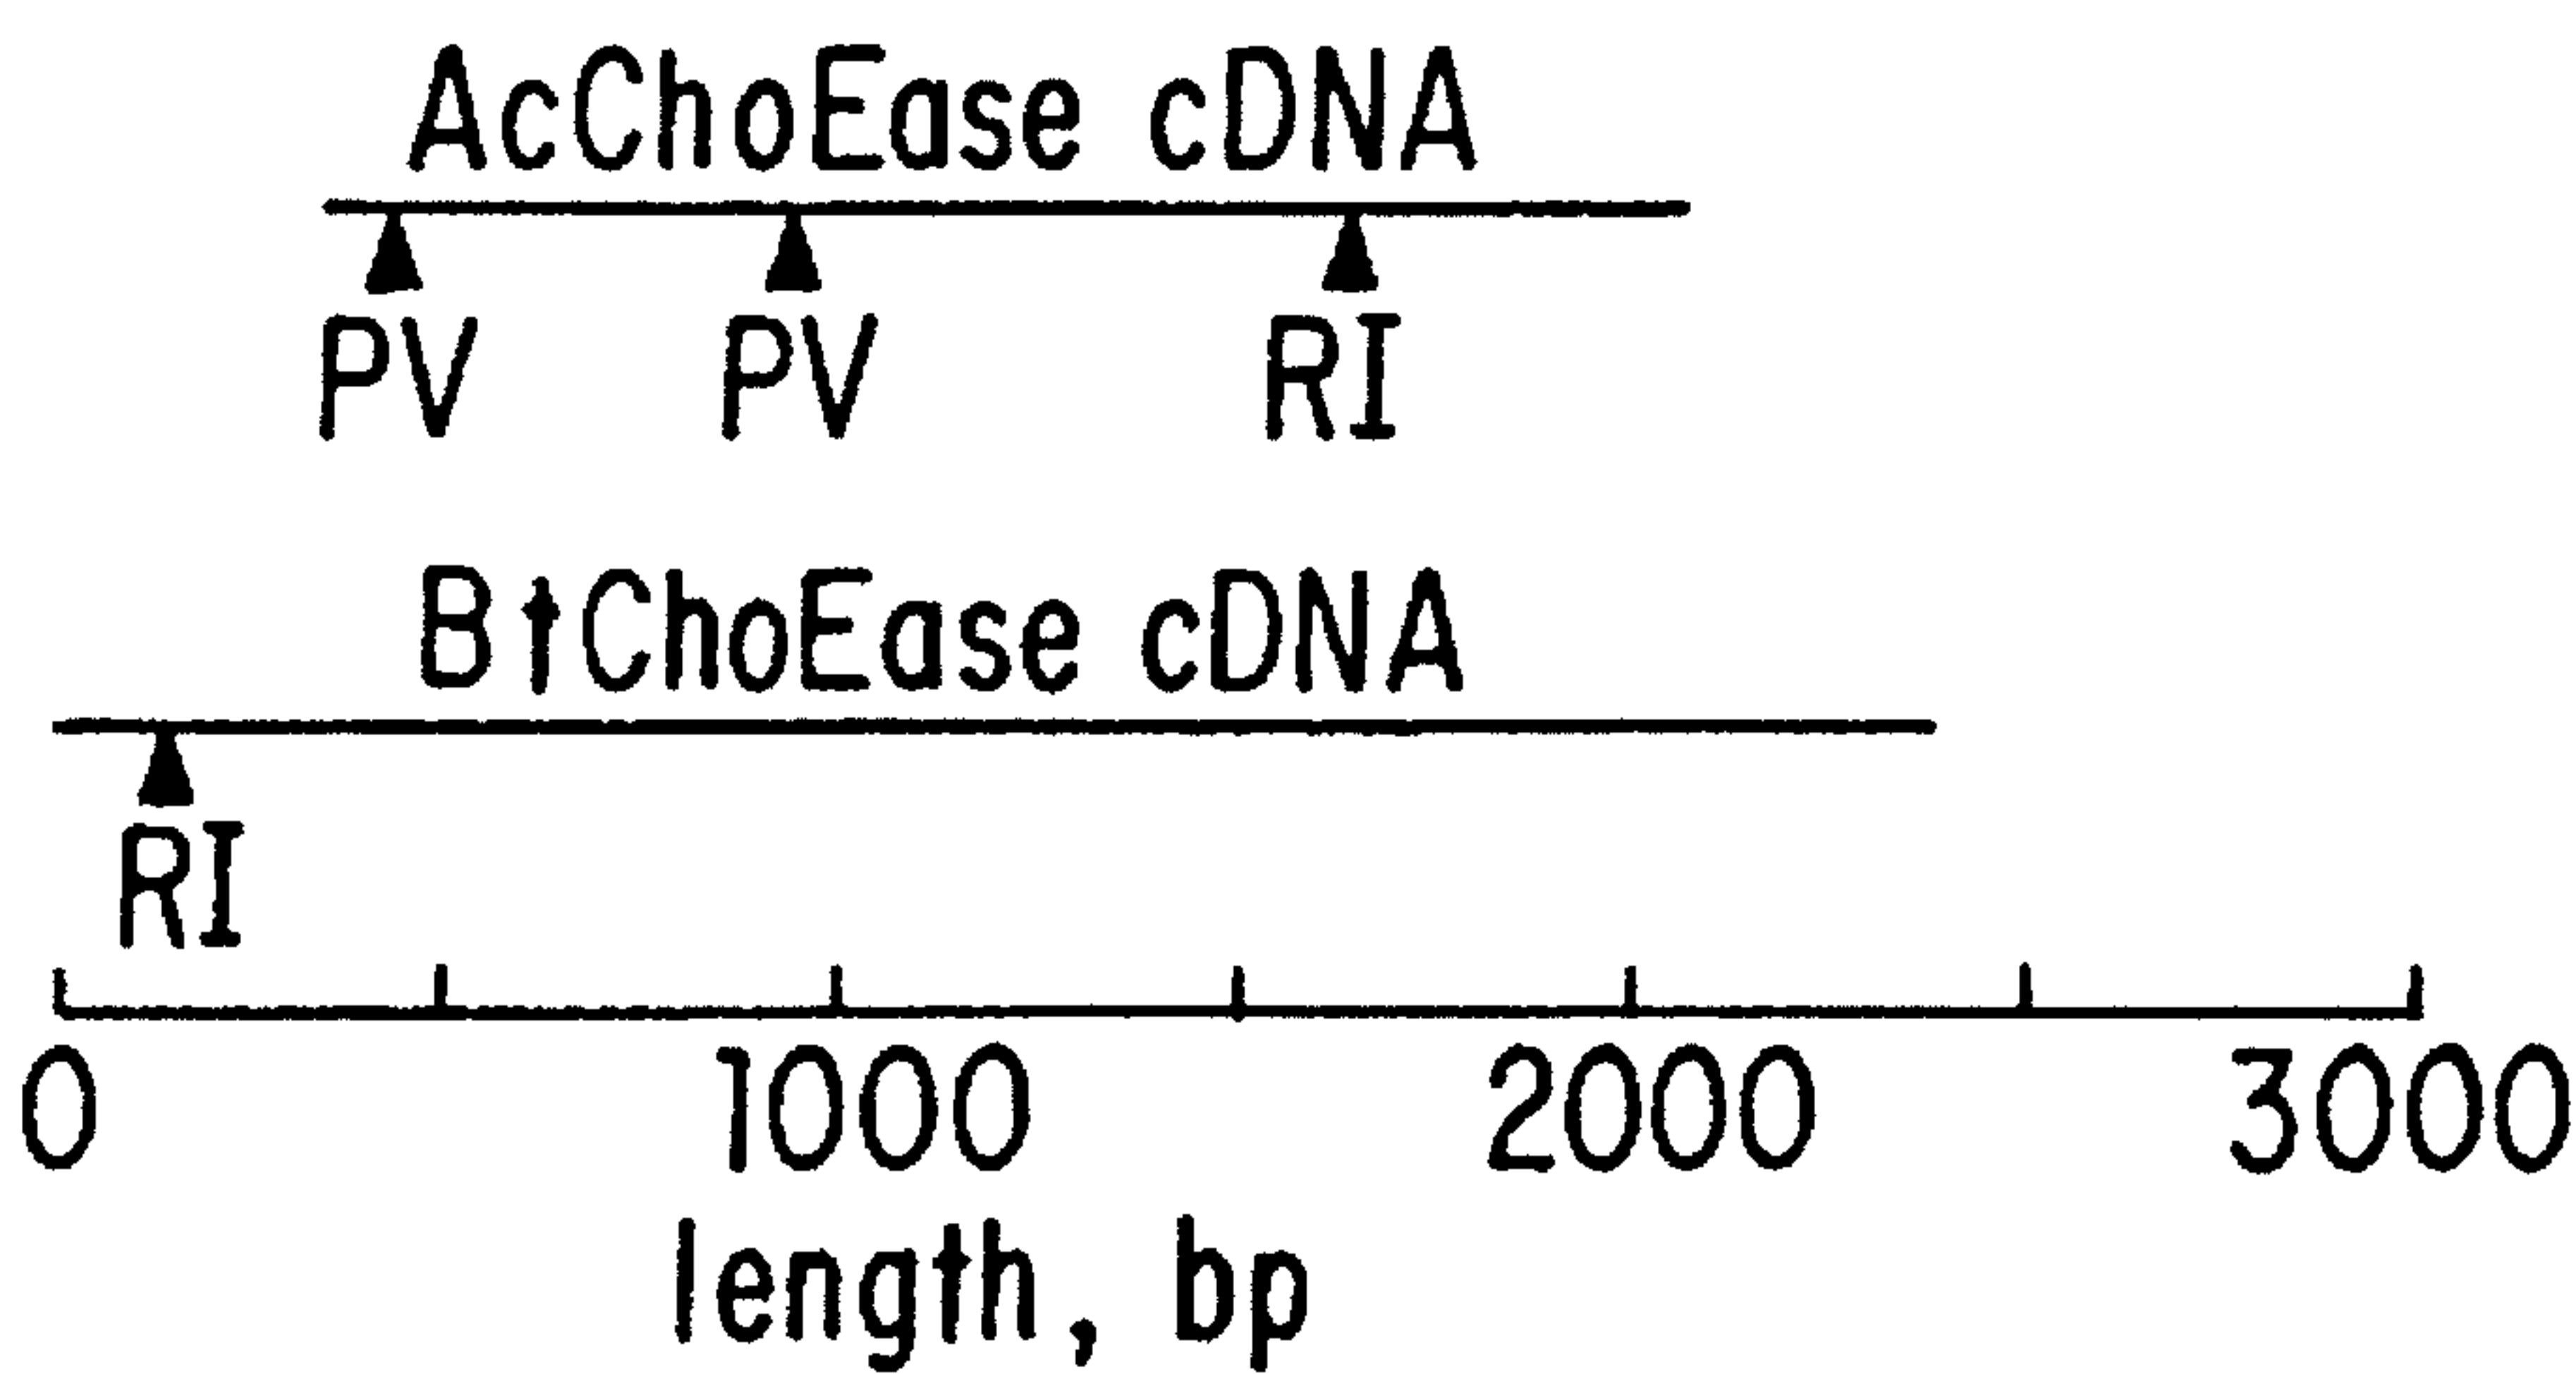 AcChoEase cDNA
PV PV RI
BtChoEase cDNA
RI
0 1000 2000 3000
length, bp